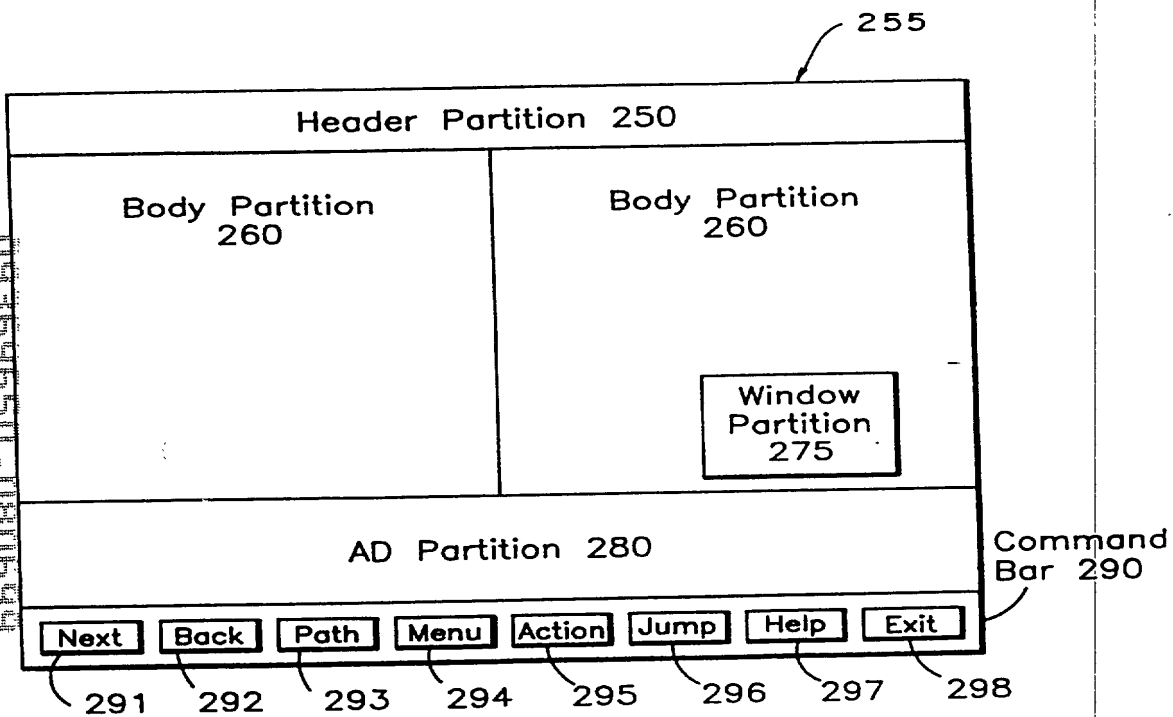 255
Header Partition 250
Body Partition
260
Body Partition
260
Window
Partition
275
AD Partition 280
Command
Bar 290
Next
Back
Path
Menu
Action
Jump
Help
Exit
291
292
293
294
295
296
297
298